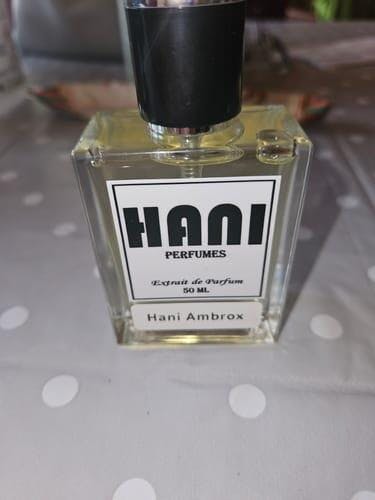 HANI
PERFUMES
Extrait de Parfum
50 ML
Hani Ambrox